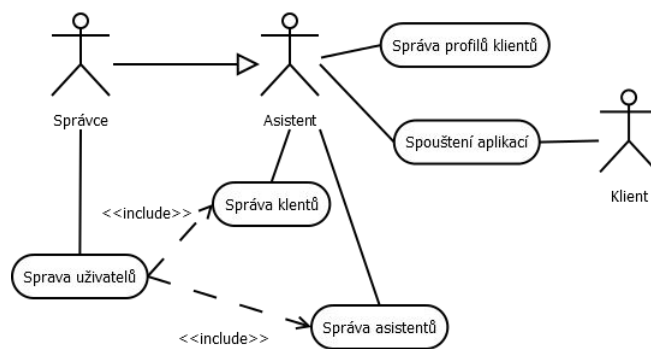 Správa profilů klientů
Správce
Asistent
Spouštení aplikací
Klient
Správa klentů
<<include>>
Sprava uživatelů
Správa asistentů
<<include>>